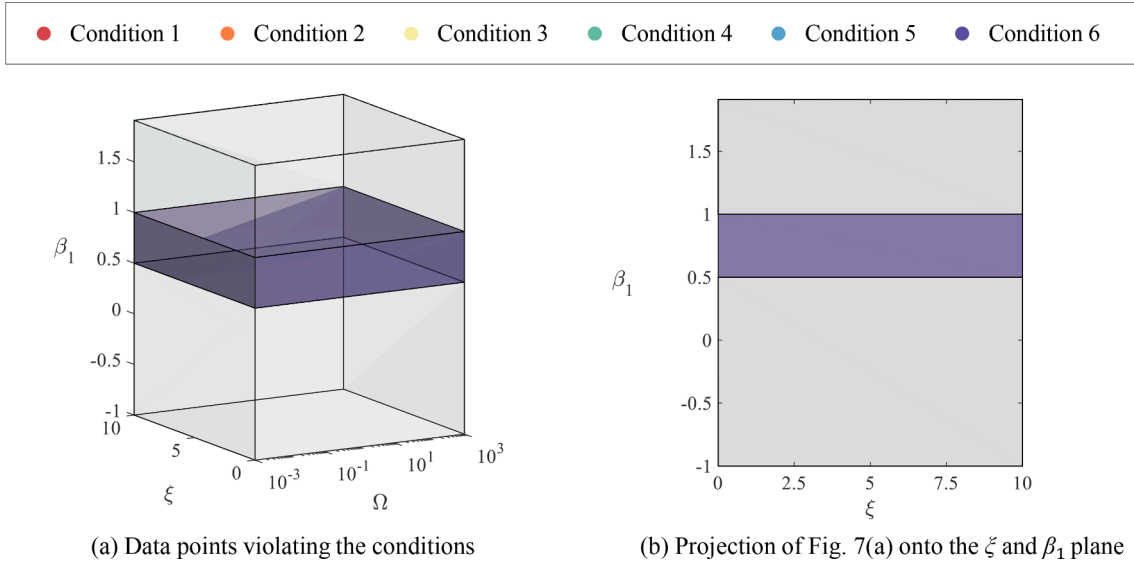 Condition 1 Condition 2 Condition 3 Condition 4 Condition 5 Condition 6
1.5
1
0.5
0
-0.5
-1
β₁
10
5
0
ξ
10⁻³ 10⁻¹ 10¹ 10³
Ω
(a) Data points violating the conditions
1.5
1
0.5
0
-0.5
-1
β₁
0 2.5 5 7.5 10
ξ
(b) Projection of Fig. 7(a) onto the ξ and β₁ plane